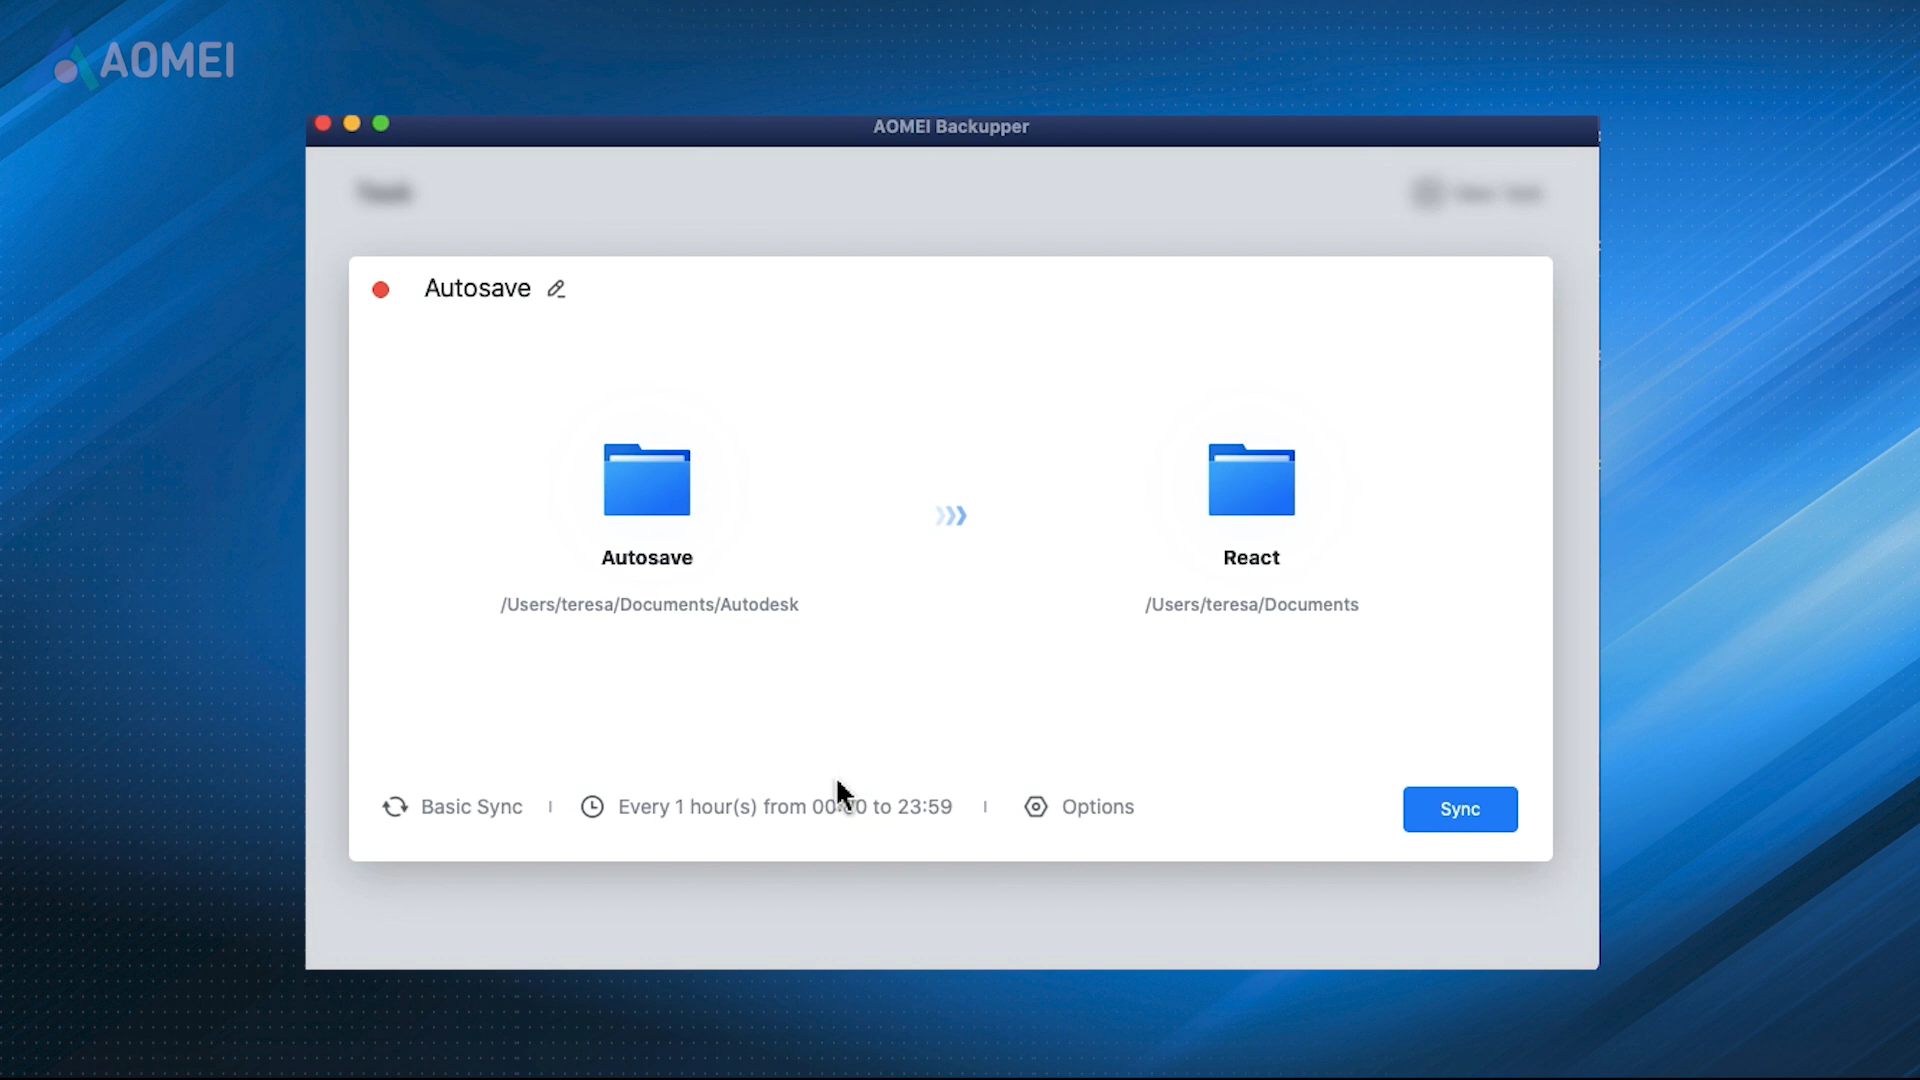 AOMEI
AOMEI Backupper
Autosave
Autosave
React
/Users/teresa/Documents/Autodesk
/Users/teresa/Documents
Basic Sync
Every 1 hour(s) from to 23:59
Options
Sync